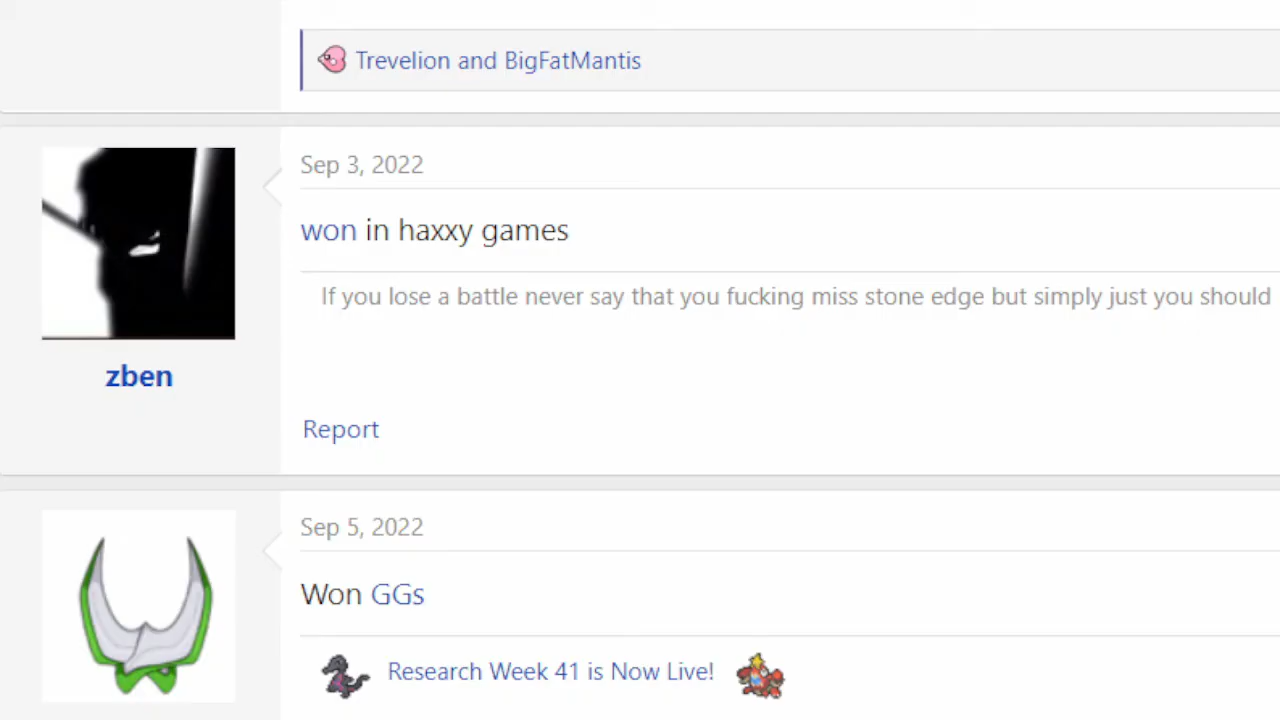 Trevelion and BigFatMantis
Sep 3, 2022
won in haxxy games
If you lose a battle never say that you fucking miss stone edge but simply just you should
zben
Report
Sep 5, 2022
Won GGs
Research Week 41 is Now Live!